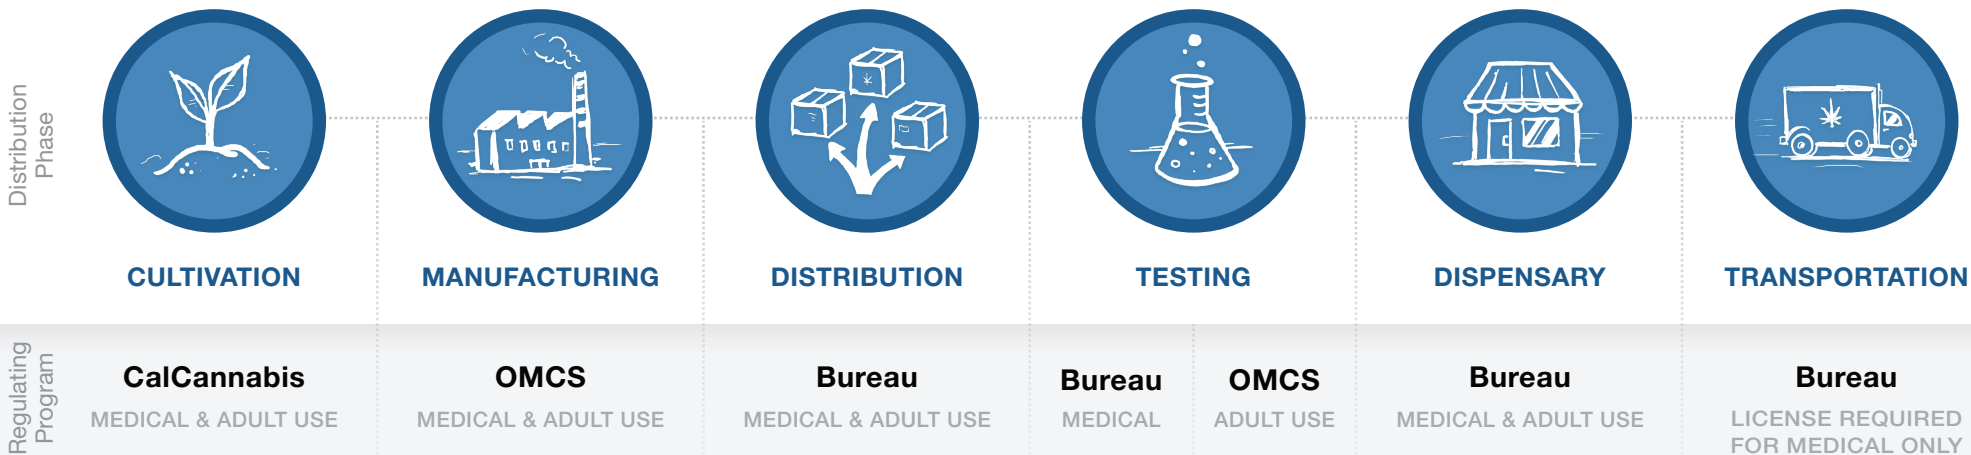 Distribution
Phase
CULTIVATION
MANUFACTURING
DISTRIBUTION
TESTING
DISPENSARY
TRANSPORTATION
Regulating
Program
CalCannabis
MEDICAL & ADULT USE
OMCS
MEDICAL & ADULT USE
Bureau
MEDICAL & ADULT USE
Bureau
MEDICAL
OMCS
ADULT USE
Bureau
MEDICAL & ADULT USE
Bureau
LICENSE REQUIRED
FOR MEDICAL ONLY